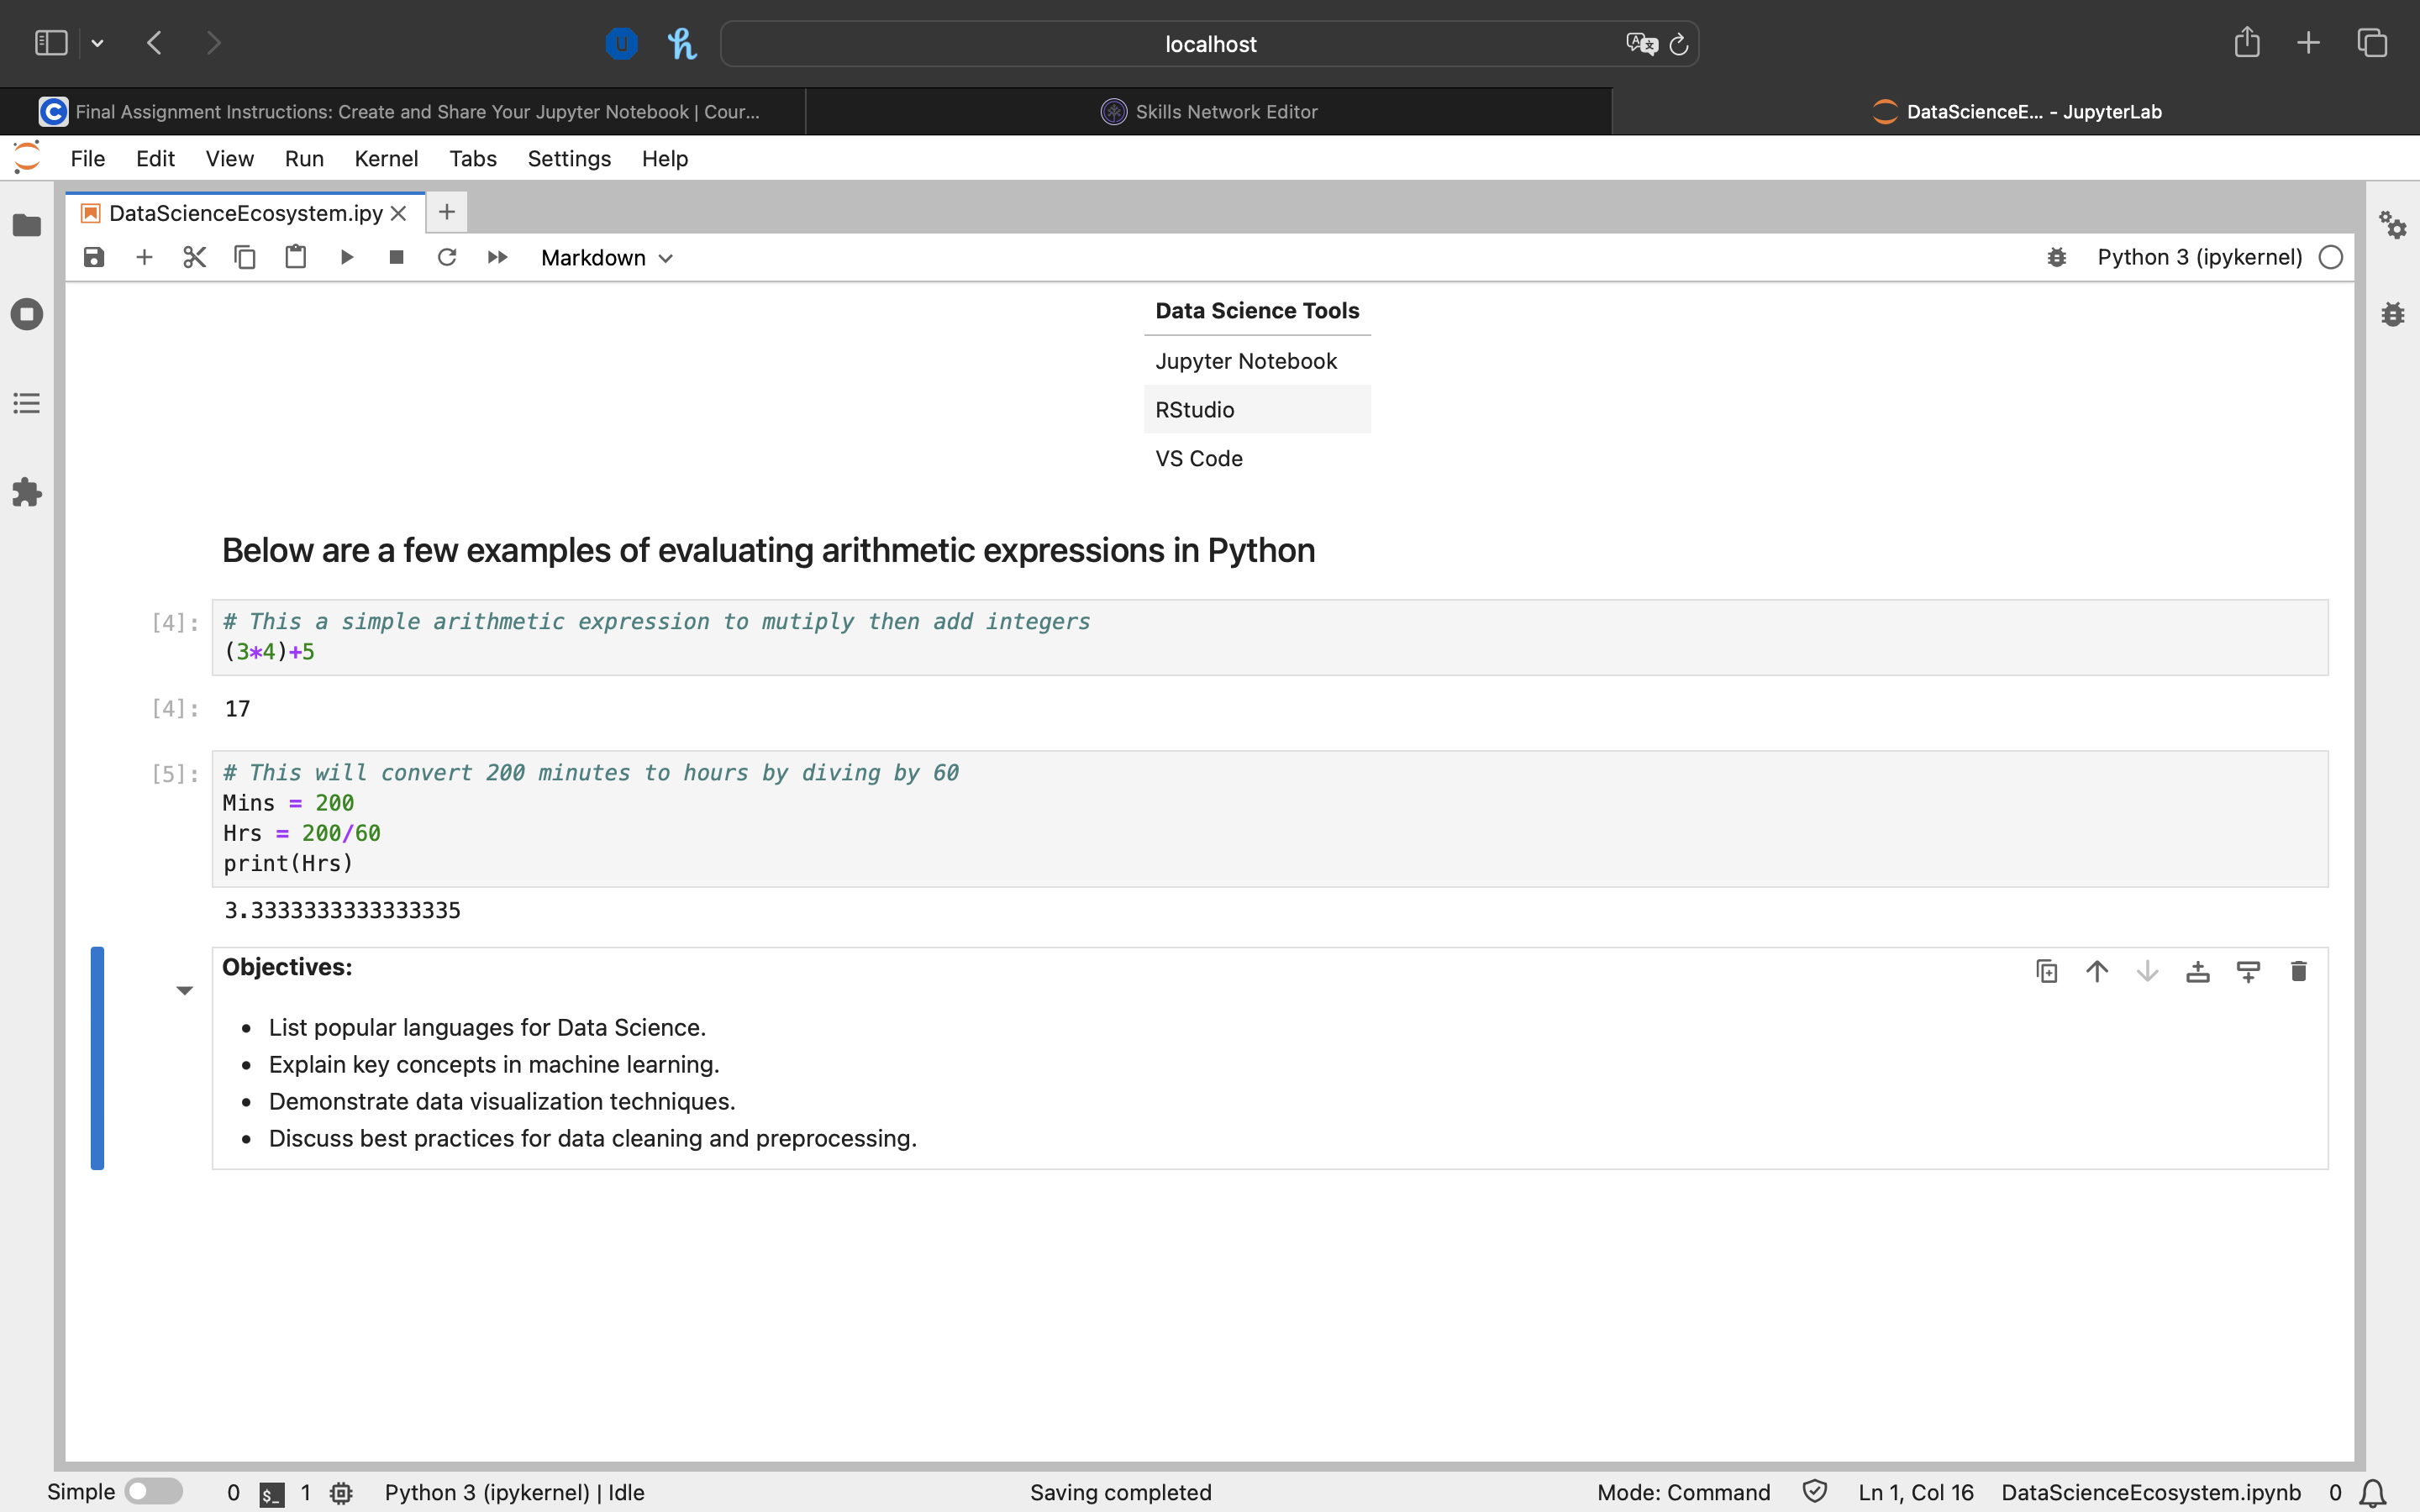 localhost
Final Assignment Instructions: Create and Share Your Jupyter Notebook | Cour...
Skills Network Editor
DataScienceE... - JupyterLab
File Edit View Run Kernel Tabs Settings Help
DataScienceEcosystem.ipy
Markdown
Python 3 (ipykernel)
Data Science Tools
Jupyter Notebook
RStudio
VS Code
Below are a few examples of evaluating arithmetic expressions in Python
[4]: # This a simple arithmetic expression to mutiply then add integers
(3*4)+5
[4]: 17
[5]: # This will convert 200 minutes to hours by diving by 60
Mins = 200
Hrs = 200/60
print(Hrs)
3.3333333333333335
Objectives:
• List popular languages for Data Science.
• Explain key concepts in machine learning.
• Demonstrate data visualization techniques.
• Discuss best practices for data cleaning and preprocessing.
Simple 0 $_ 1 Python 3 (ipykernel) | Idle Saving completed Mode: Command Ln 1, Col 16 DataScienceEcosystem.ipynb 0